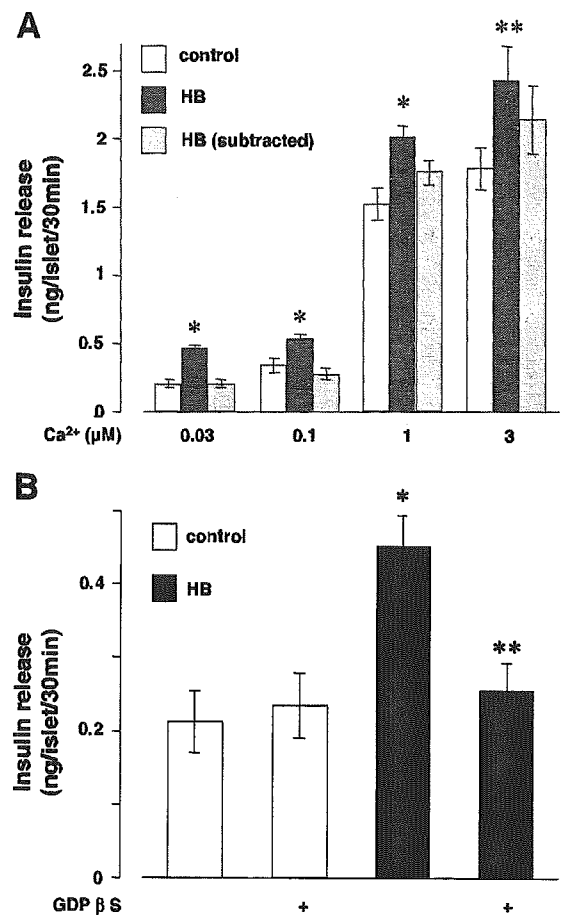 A
control
HB
HB (subtracted)
* * * **
2.5
2
1.5
1
0.5
0
Insulin release
(ng/islet/30min)
Ca²⁺ (μM) 0.03 0.1 1 3
B
control
HB
* **
0.4
0.2
0
Insulin release
(ng/islet/30min)
GDP β S + +